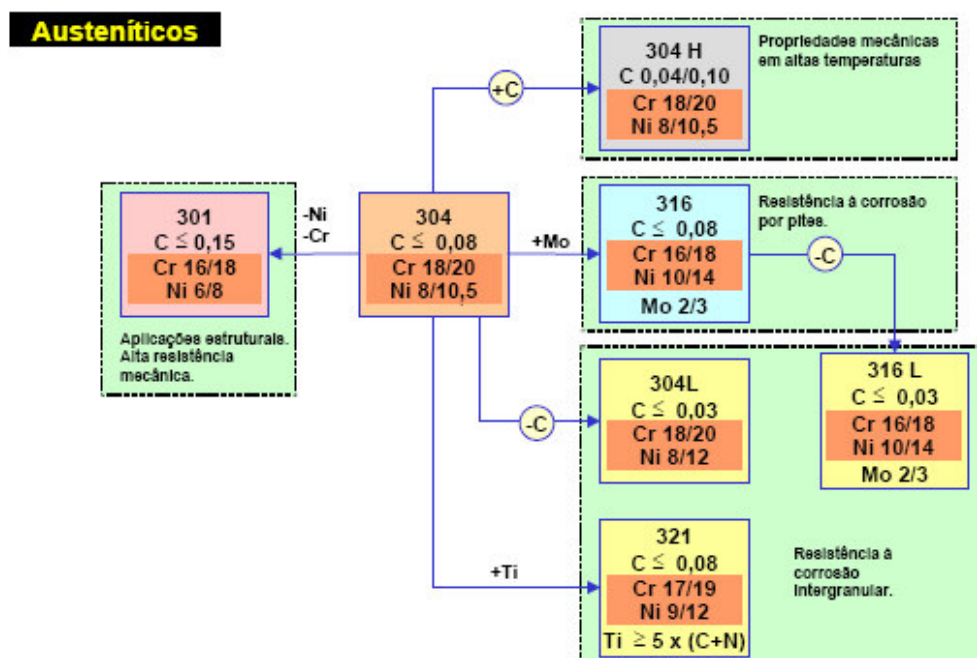 Austeníticos
304 H
C 0,04/0,10
Cr 18/20
Ni 8/10,5
Propriedades mecânicas
em altas temperaturas
+C
301
C ≤ 0,15
Cr 16/18
Ni 6/8
Aplicações estruturais.
Alta resistência
mecânica.
-Ni
-Cr
304
C ≤ 0,08
Cr 18/20
Ni 8/10,5
+Mo
316
C ≤ 0,08
Cr 16/18
Ni 10/14
Mo 2/3
Resistência à corrosão
por pites.
-C
304L
C ≤ 0,03
Cr 18/20
Ni 8/12
-C
316 L
C ≤ 0,03
Cr 16/18
Ni 10/14
Mo 2/3
+Ti
321
C ≤ 0,08
Cr 17/19
Ni 9/12
Ti ≥ 5 x (C+N)
Resistência à
corrosão
Intergranular.